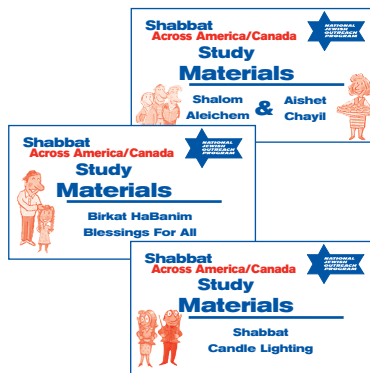 Shabbat
Across America/Canada
Study
Materials
Shalom
Aleichem
&
Aishet
Chayil
NATIONAL
JEWISH
OUTREACH
PROGRAM
Shabbat
Across America/Canada
Study
Materials
Birkat HaBanim
Blessings For All
NATIONAL
JEWISH
OUTREACH
PROGRAM
Shabbat
Across America/Canada
Study
Materials
Shabbat
Candle Lighting
NATIONAL
JEWISH
OUTREACH
PROGRAM